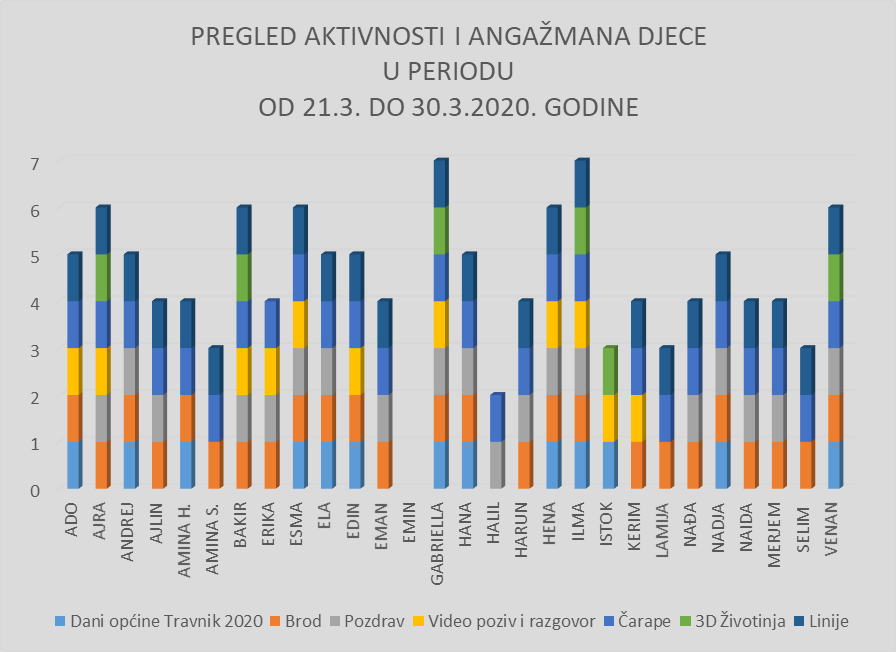 PREGLED AKTIVNOSTI I ANGAŽMANA DJECE
U PERIODU
OD 21.3. DO 30.3.2020. GODINE
7
6
5
4
3
2
1
0
ADO
AJRA
ANDREJ
AJLIN
AMINA H.
AMINA S.
BAKIR
ERIKA
ESMA
ELA
EDIN
EMAN
EMIN
GABRIELLA
HANA
HALIL
HARUN
HENA
ILMA
ISTOK
KERIM
LAMIJA
NAĐA
NADJA
NAIDA
MERJEM
SELIM
VENAN
Dani općine Travnik 2020 Brod Pozdrav Video poziv i razgovor Čarape 3D Životinja Linije